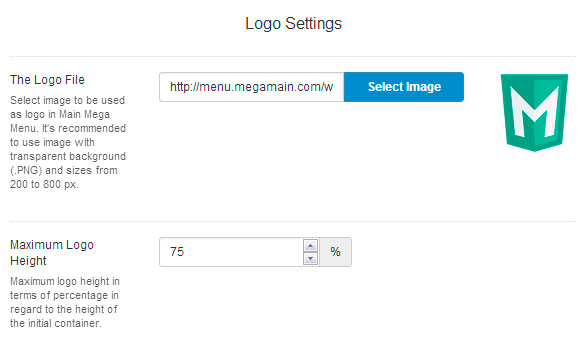 Logo Settings
The Logo File
Select image to be used
as logo in Main Mega
Menu. It's recommended
to use image with
transparent background
(.PNG) and sizes from
200 to 800 px.
http://menu.megamain.com/w
Select Image
M
Maximum Logo
Height
Maximum logo height in
terms of percentage in
regard to the height of
the initial container.
75
%